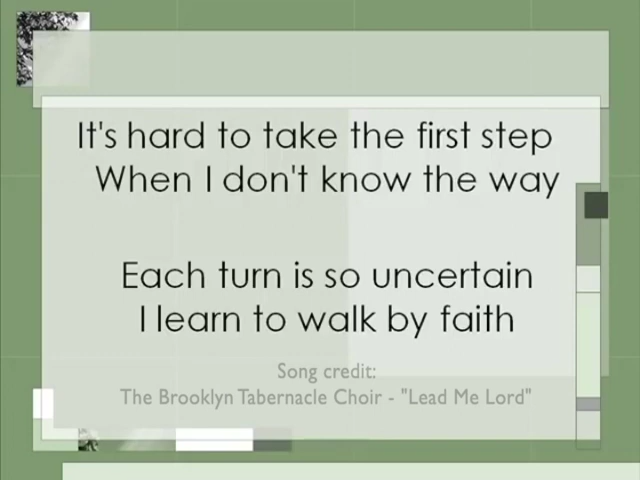 It's hard to take the first step
When I don't know the way
Each turn is so uncertain
I learn to walk by faith
Song credit:
The Brooklyn Tabernacle Choir - "Lead Me Lord"